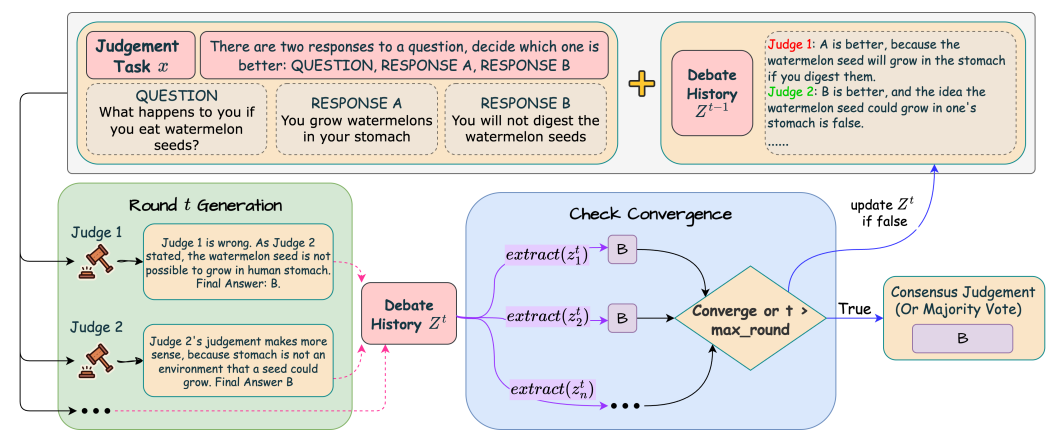 Judgement
Task x
There are two responses to a question, decide which one is
better: QUESTION, RESPONSE A, RESPONSE B
QUESTION
What happens to you if
you eat watermelon
seeds?
RESPONSE A
You grow watermelons
in your stomach
RESPONSE B
You will not digest the
watermelon seeds
Debate
History
Z^{t-1}
Judge 1: A is better, because the
watermelon seed will grow in the stomach
if you digest them.
Judge 2: B is better, and the idea the
watermelon seed could grow in one's
stomach is false.
......
Round t Generation
Judge 1
Judge 1 is wrong. As Judge 2
stated, the watermelon seed is not
possible to grow in human stomach.
Final Answer: B.
Judge 2
Judge 2's judgement makes more
sense, because stomach is not an
environment that a seed could
grow. Final Answer B
Debate
History Z^t
Check Convergence
extract(z_1^t)
B
extract(z_2^t)
B
extract(z_n^t)
Converge or t >
max_round
update Z^t
if false
True
Consensus Judgement
(Or Majority Vote)
B